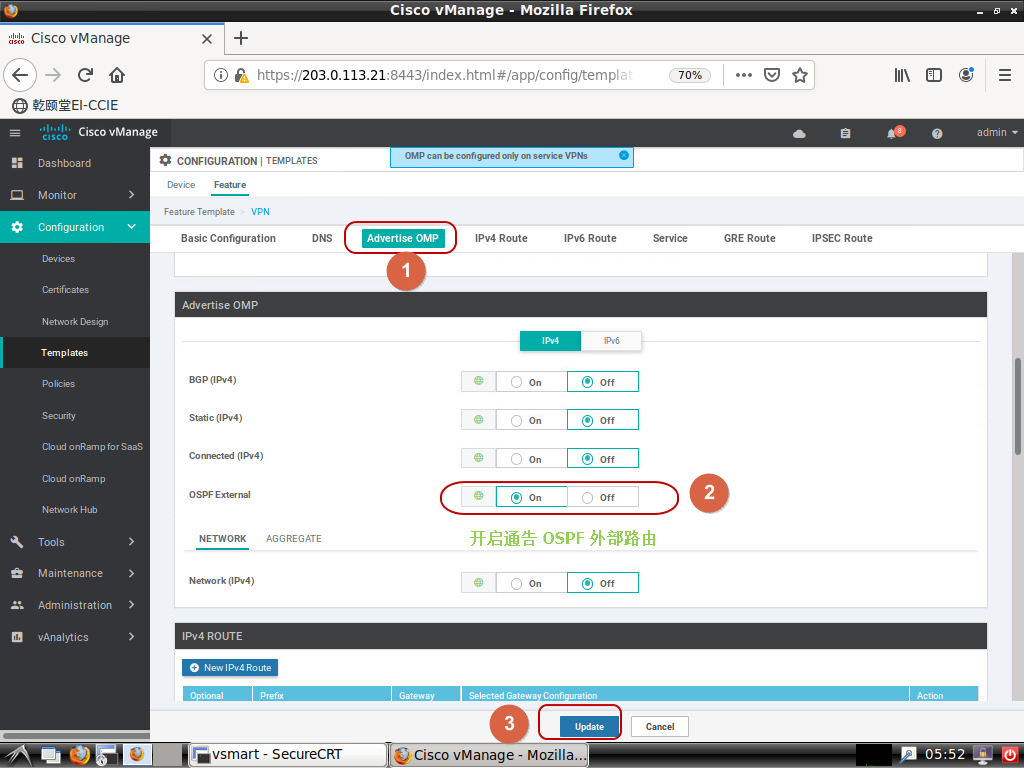 Cisco vManage - Mozilla Firefox
Cisco vManage
https://203.0.113.21:8443/index.html#/app/config/templat
70%
乾颐堂EI-CCIE
cisco Cisco vManage
8
admin
Dashboard
Monitor
Configuration
Devices
Certificates
Network Design
Templates
Policies
Security
Cloud onRamp for SaaS
Cloud onRamp
Network Hub
Tools
Maintenance
Administration
vAnalytics
CONFIGURATION | TEMPLATES
OMP can be configured only on service VPNs
Device Feature
Feature Template > VPN
Basic Configuration DNS Advertise OMP IPv4 Route IPv6 Route Service GRE Route IPSEC Route
1
Advertise OMP
IPv4 IPv6
BGP (IPv4) On Off
Static (IPv4) On Off
Connected (IPv4) On Off
OSPF External On Off
2
开启通告 OSPF 外部路由
NETWORK AGGREGATE
Network (IPv4) On Off
IPv4 ROUTE
New IPv4 Route
Optional Prefix Gateway Selected Gateway Configuration Action
3
Update Cancel
vsmart - SecureCRT
Cisco vManage - Mozilla...
05:52